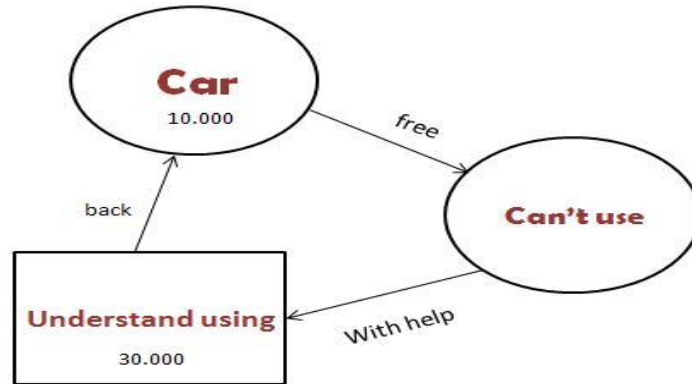 Car
10.000
free
Can't use
With help
Understand using
30.000
back